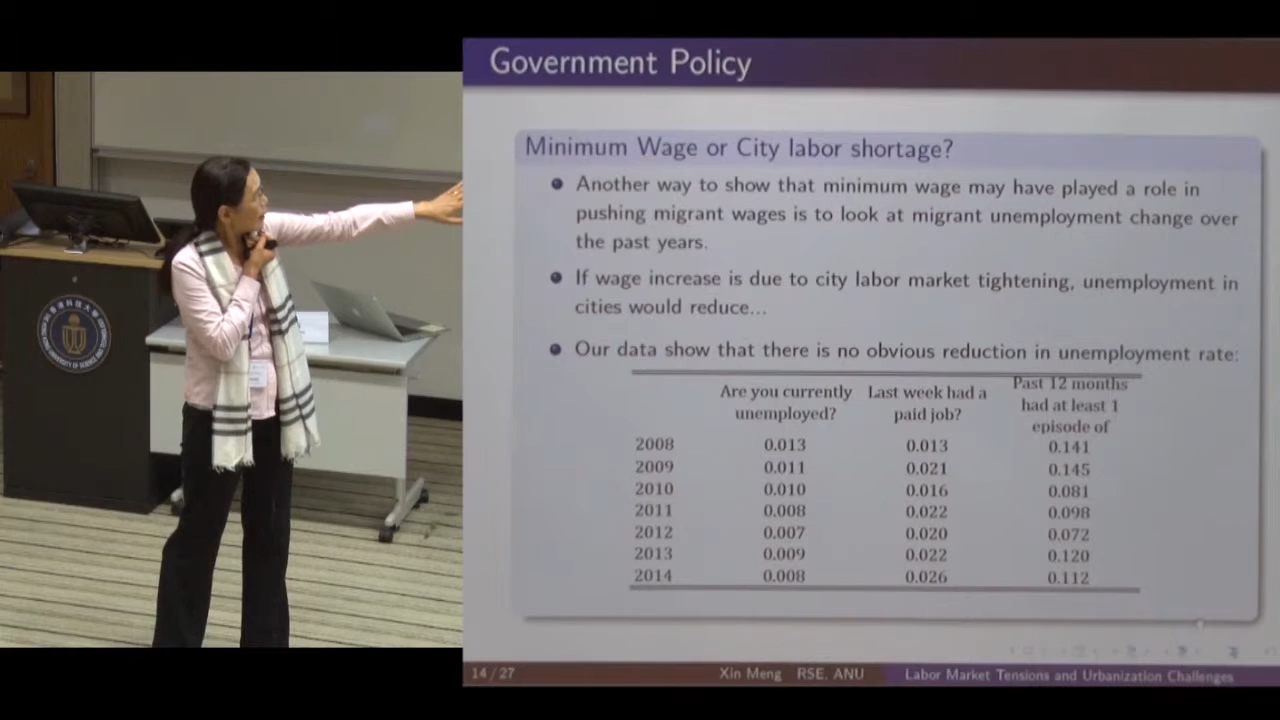 Government Policy
Minimum Wage or City labor shortage?
Another way to show that minimum wage may have played a role in
pushing migrant wages is to look at migrant unemployment change over
the past years.
If wage increase is due to city labor market tightening, unemployment in
cities would reduce...
Our data show that there is no obvious reduction in unemployment rate:
Are you currently unemployed? Last week had a paid job? Past 12 months had at least 1 episode of
2008 0.013 0.013 0.141
2009 0.011 0.021 0.145
2010 0.010 0.016 0.081
2011 0.008 0.022 0.098
2012 0.007 0.020 0.072
2013 0.009 0.022 0.120
2014 0.008 0.026 0.112
14 / 27 Xin Meng RSE, ANU Labor Market Tensions and Urbanization Challenges